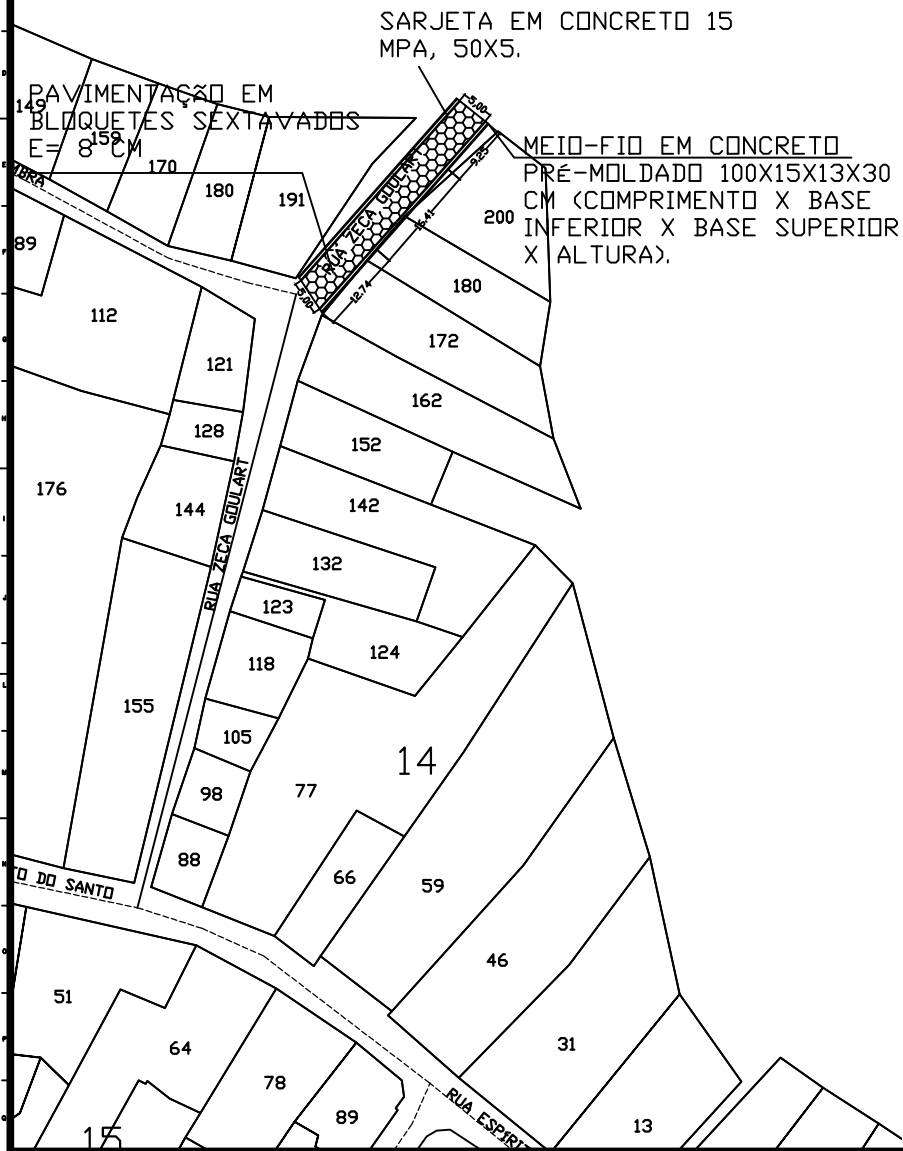 SARJETA EM CONCRETO 15
MPA, 50X5.
PAVIMENTAÇÃO EM
BLOQUETES SEXTAVADOS
E= 8 CM
MEIO-FIO EM CONCRETO
PRÉ-MOLDADO 100X15X13X30
CM (COMPRIMENTO X BASE
INFERIOR X BASE SUPERIOR
X ALTURA).
149
159
170
180
191
5,00
9.25
16.41
12.74
5,00
RUA ZECA GOULART
MBRA
200
180
172
162
152
142
132
123
124
118
105
98
88
89
112
121
128
144
176
155
RUA ZECA GOULART
14
77
66
59
46
31
13
TO DO SANTO
RUA ESPÍRIT
51
64
78
89
15